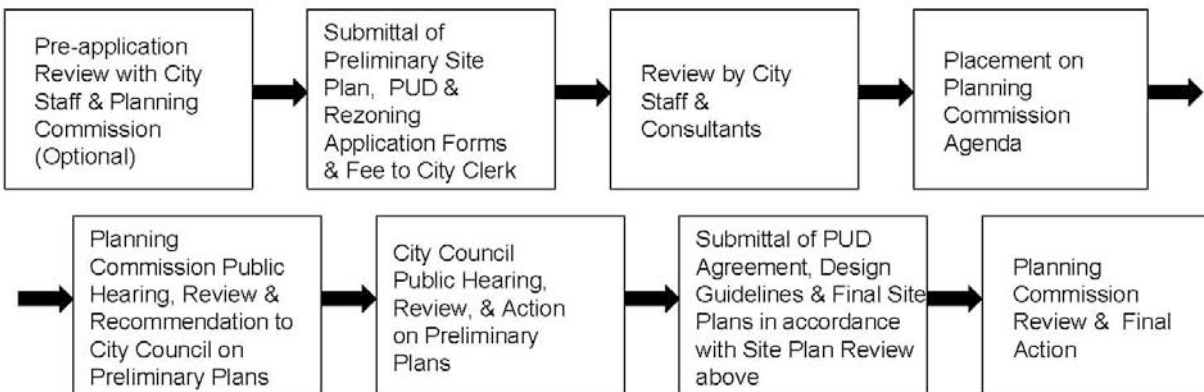 Pre-application
Review with City
Staff & Planning
Commission
(Optional)
Submittal of
Preliminary Site
Plan, PUD &
Rezoning
Application Forms
& Fee to City Clerk
Review by City
Staff &
Consultants
Placement on
Planning
Commission
Agenda
Planning
Commission Public
Hearing, Review &
Recommendation to
City Council on
Preliminary Plans
City Council
Public Hearing,
Review, & Action
on Preliminary
Plans
Submittal of PUD
Agreement, Design
Guidelines & Final Site
Plans in accordance
with Site Plan Review
above
Planning
Commission
Review & Final
Action